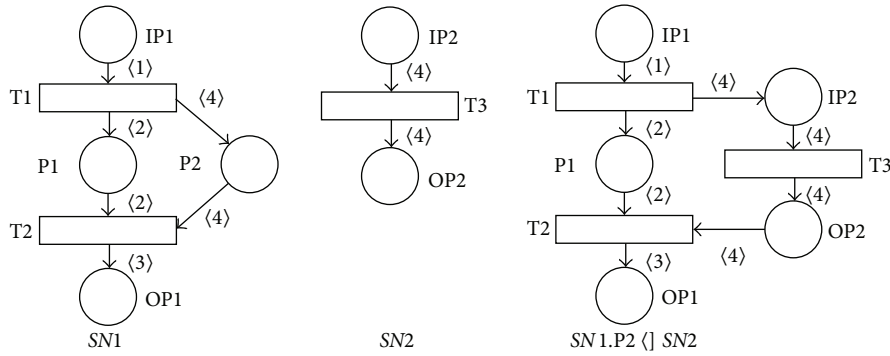 IP1
⟨1⟩
T1
⟨4⟩
⟨2⟩
P1
P2
⟨2⟩
⟨4⟩
T2
⟨3⟩
OP1
SN1
IP2
⟨4⟩
T3
⟨4⟩
OP2
SN2
IP1
⟨1⟩
T1
⟨4⟩
IP2
⟨2⟩
⟨4⟩
P1
T3
⟨2⟩
⟨4⟩
T2
OP2
⟨4⟩
⟨3⟩
OP1
SN1.P2 ⟨] SN2